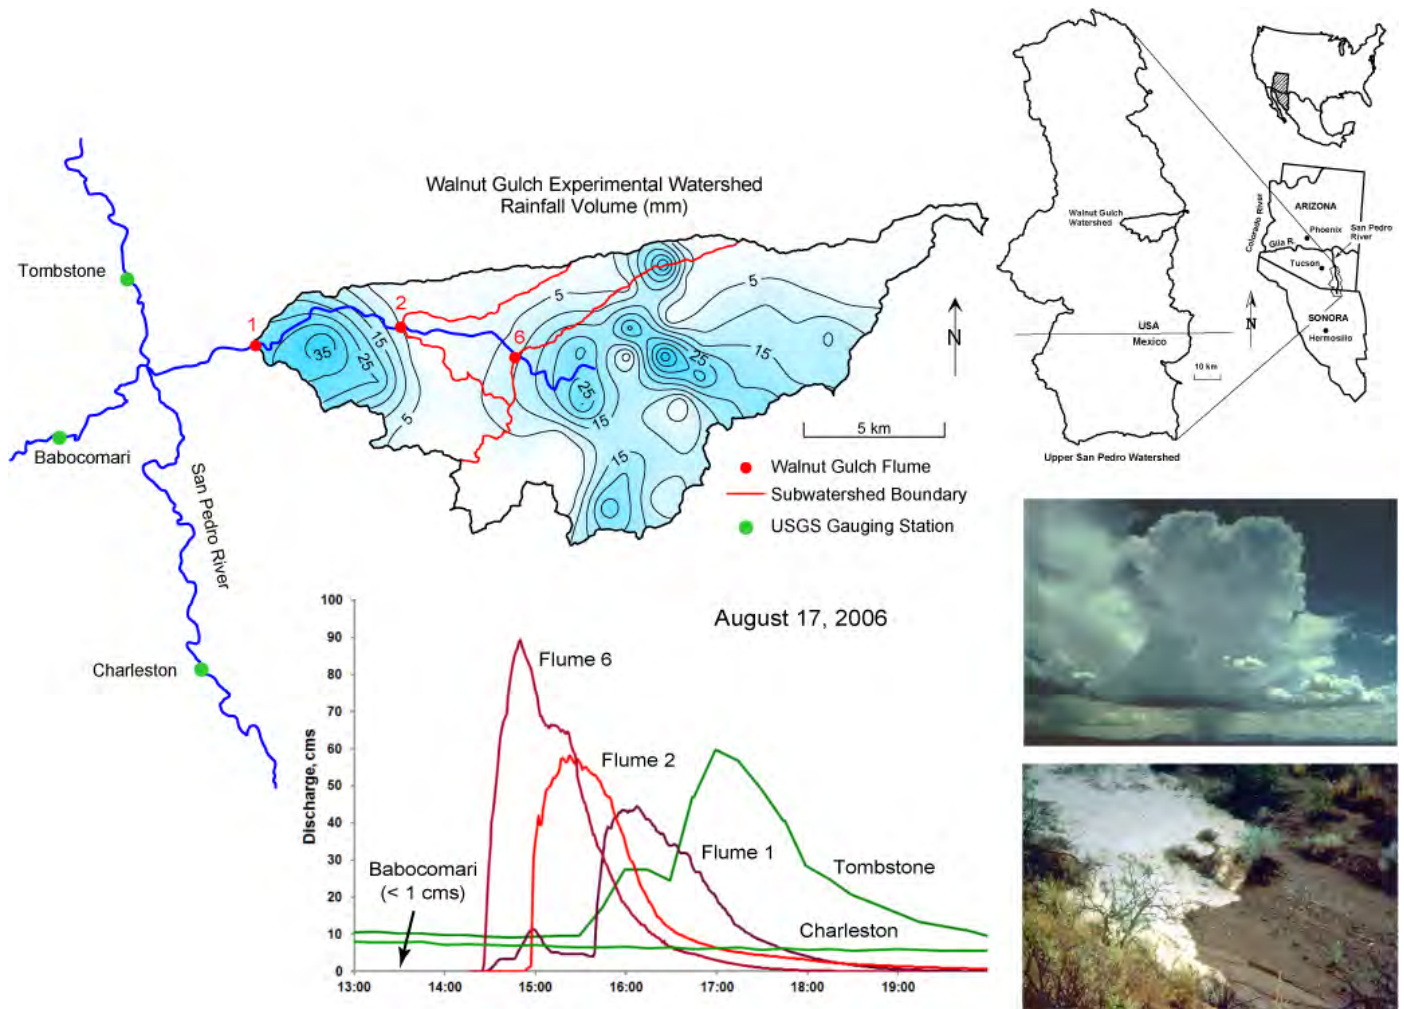 Walnut Gulch Experimental Watershed
Rainfall Volume (mm)
Tombstone
Babocomari
San Pedro River
Charleston
1
2
6
35
25
15
5
5
5
15
25
15
25
15
5
15
0
N
5 km
Walnut Gulch Flume
Subwatershed Boundary
USGS Gauging Station
Walnut Gulch
Watershed
USA
Mexico
10 km
Upper San Pedro Watershed
N
Colorado River
ARIZONA
Phoenix
San Pedro
River
Gila R.
Tucson
SONORA
Hermosillo
August 17, 2006
Discharge, cms
100
90
80
70
60
50
40
30
20
10
0
Flume 6
Flume 2
Flume 1
Tombstone
Charleston
Babocomari
(< 1 cms)
13:00
14:00
15:00
16:00
17:00
18:00
19:00